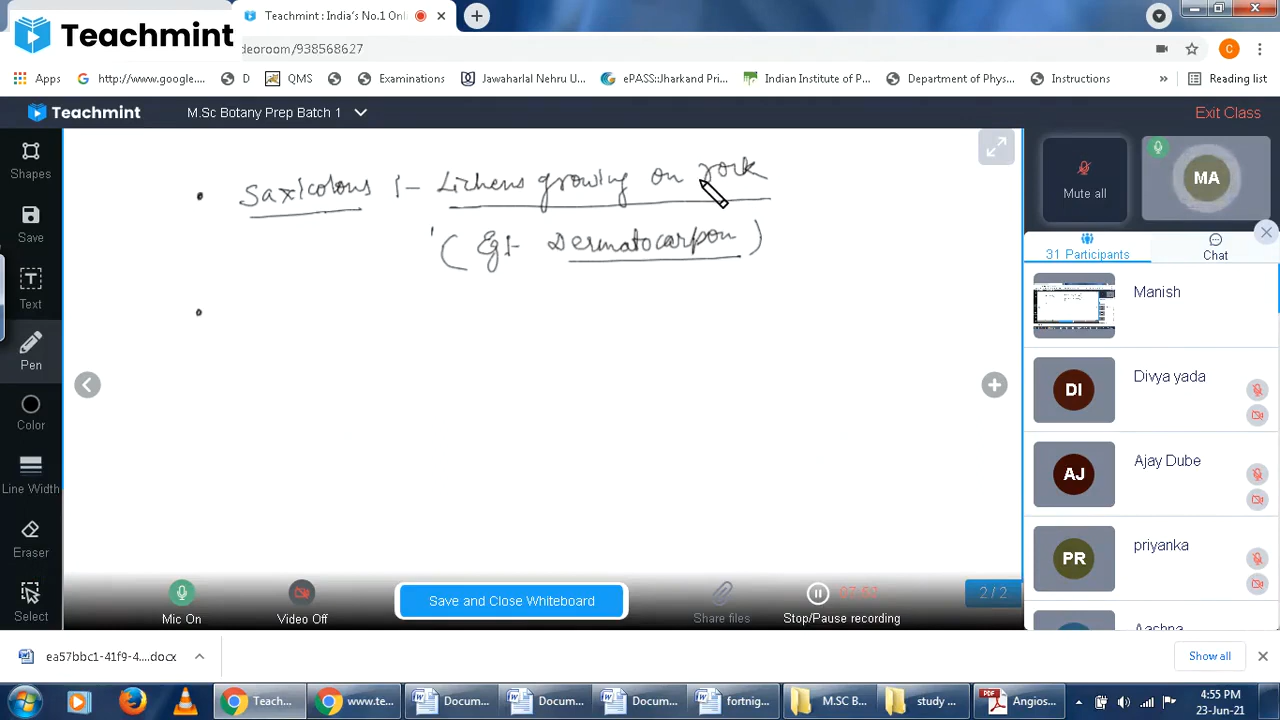 Teachmint : India's No.1 Onl
Teachmint
deoroom/938568627
C
Apps
http://www.google....
D
QMS
Examinations
Jawaharlal Nehru U...
ePASS::Jharkand Pri...
Indian Institute of P...
Department of Phys...
Instructions
»
Reading list
Teachmint
M.Sc Botany Prep Batch 1
Exit Class
Shapes
Save
Text
Pen
Color
Line Width
Eraser
Select
• Saxicolous :- Lichens growing on rock
( Eg:- Dermatocarpon )
•
Mute all
MA
31 Participants
Chat
Manish
DI
Divya yada
AJ
Ajay Dube
PR
priyanka
Aashna
Mic On
Video Off
Save and Close Whiteboard
Share files
Stop/Pause recording
2 / 2
ea57bbc1-41f9-4....docx
Show all
Teach...
www.te...
Docum...
Docum...
Docum...
fortnig...
M.SC B...
study ...
Angios...
4:55 PM
23-Jun-21